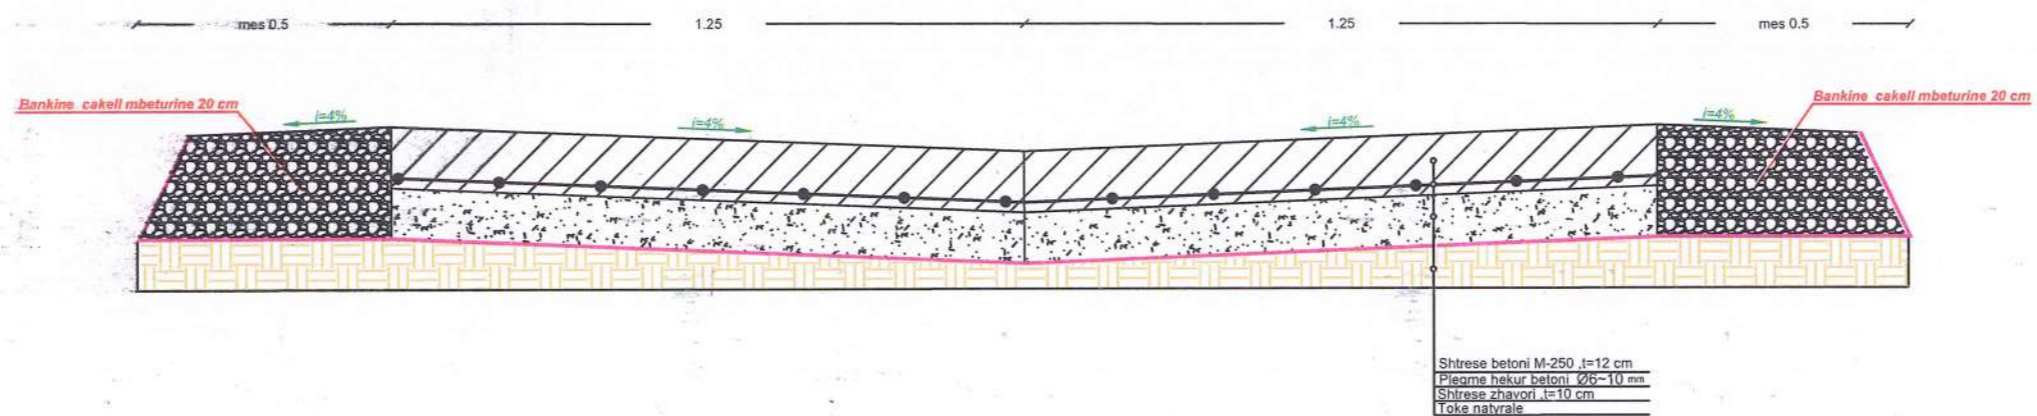 mes 0.5 1.25 1.25 mes 0.5
Bankine cakell mbeturine 20 cm
Bankine cakell mbeturine 20 cm
i=4% i=4% i=4% i=4%
Shtrese betoni M-250 ,t=12 cm
Plegme hekur betoni Ø6~10 mm
Shtrese zhavori ,t=10 cm
Toke natyrale